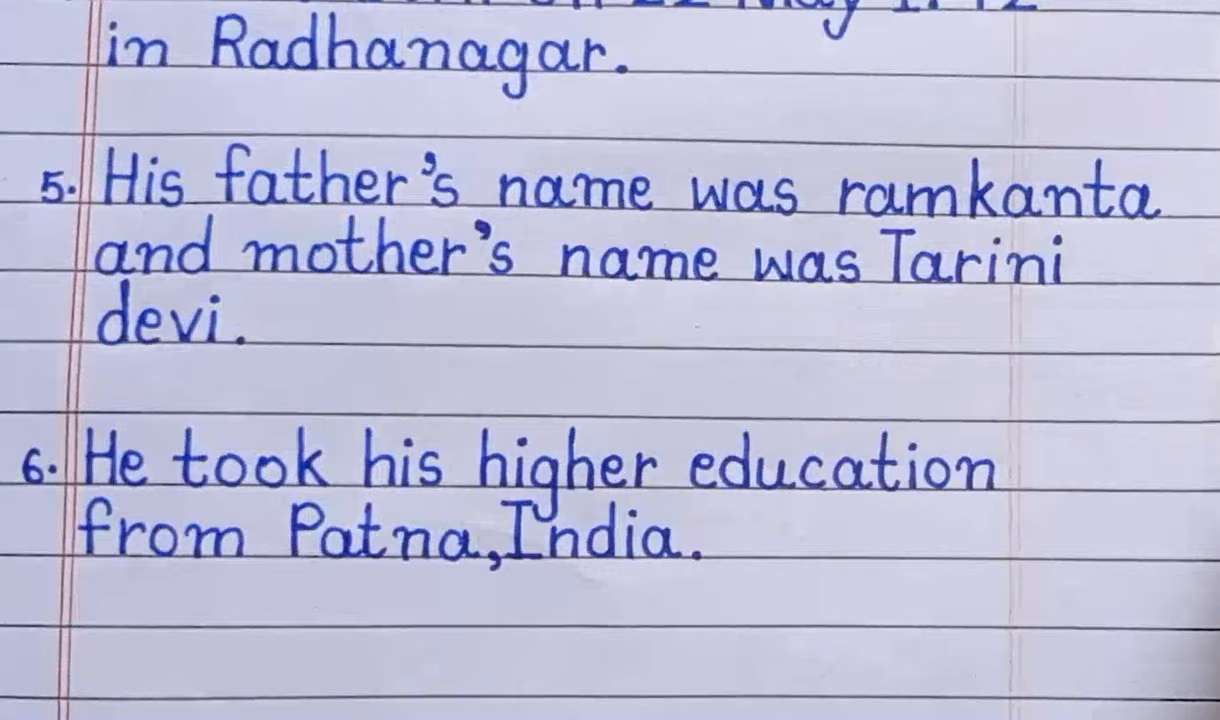 in Radhanagar.
5. His father's name was ramkanta
and mother's name was Tarini
devi.
6. He took his higher education
from Patna, India.